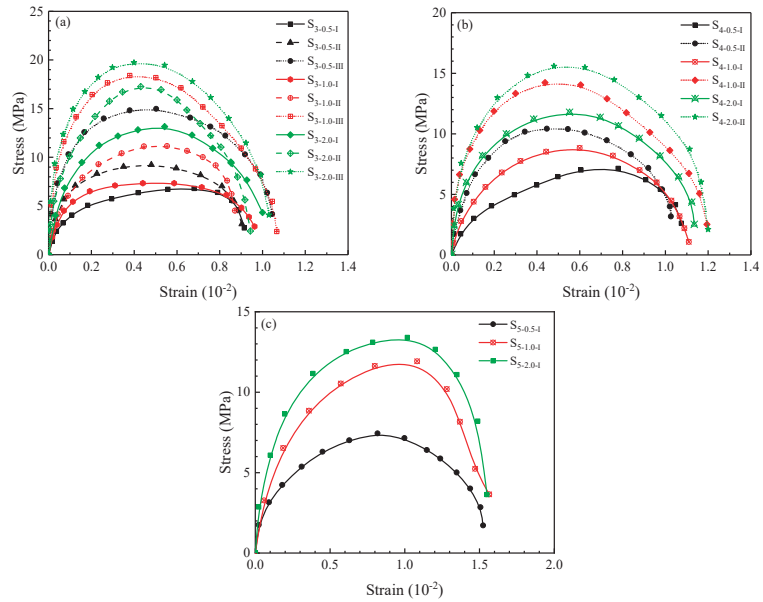 (a)
S3-0.5-I
S3-0.5-II
S3-0.5-III
S3-1.0-I
S3-1.0-II
S3-1.0-III
S3-2.0-I
S3-2.0-II
S3-2.0-III
Stress (MPa)
25
20
15
10
5
0
0.0 0.2 0.4 0.6 0.8 1.0 1.2 1.4
Strain (10-2)
(b)
S4-0.5-I
S4-0.5-II
S4-1.0-I
S4-1.0-II
S4-2.0-I
S4-2.0-II
Stress (MPa)
20
15
10
5
0
0.0 0.2 0.4 0.6 0.8 1.0 1.2 1.4
Strain (10-2)
(c)
S5-0.5-I
S5-1.0-I
S5-2.0-I
Stress (MPa)
15
10
5
0
0.0 0.5 1.0 1.5 2.0
Strain (10-2)